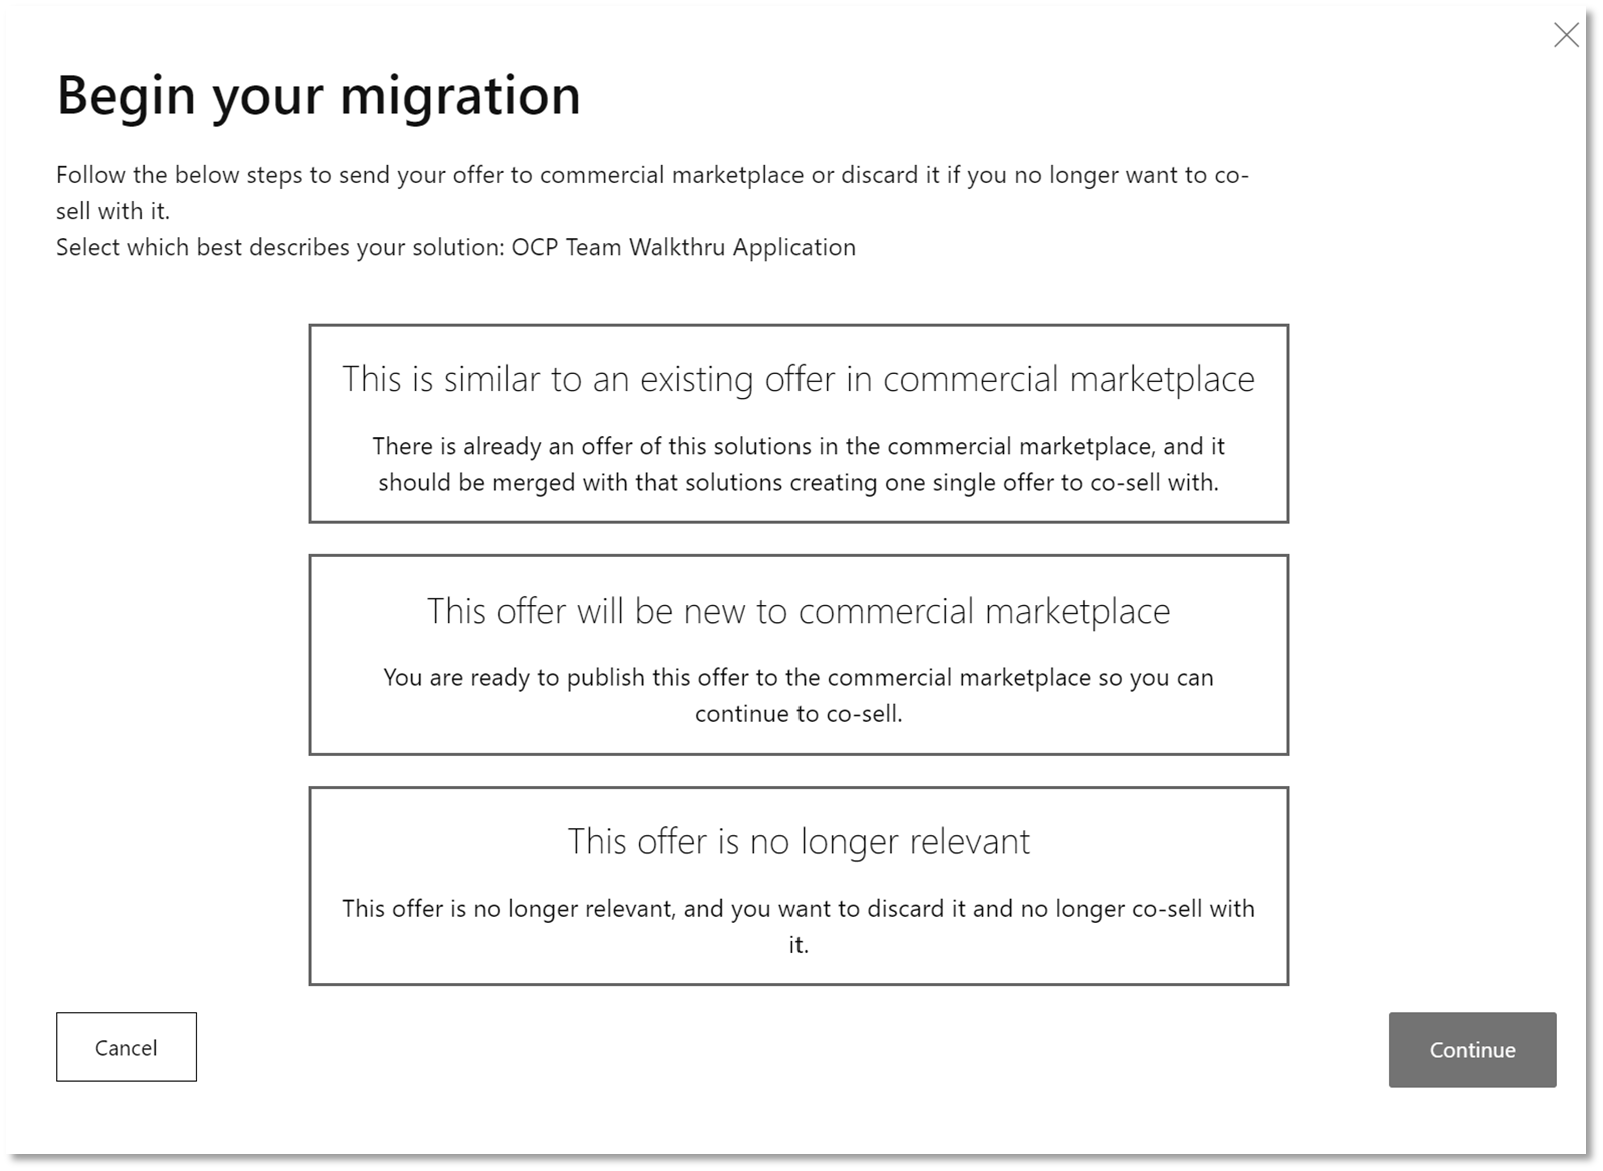 Begin your migration
Follow the below steps to send your offer to commercial marketplace or discard it if you no longer want to co-
sell with it.
Select which best describes your solution: OCP Team Walkthru Application
This is similar to an existing offer in commercial marketplace
There is already an offer of this solutions in the commercial marketplace, and it
should be merged with that solutions creating one single offer to co-sell with.
This offer will be new to commercial marketplace
You are ready to publish this offer to the commercial marketplace so you can
continue to co-sell.
This offer is no longer relevant
This offer is no longer relevant, and you want to discard it and no longer co-sell with
it.
Cancel
Continue